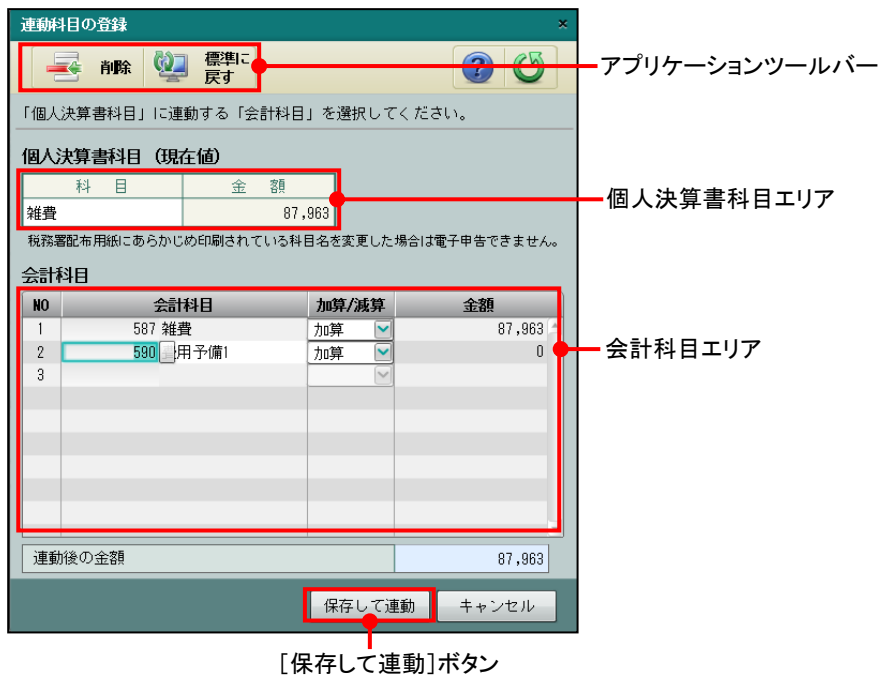 連動科目の登録 ×
削除 標準に戻す ?
アプリケーションツールバー
「個人決算書科目」に連動する「会計科目」を選択してください。
個人決算書科目 (現在値)
科 目 金 額
雑費 87,963
個人決算書科目エリア
税務署配布用紙にあらかじめ印刷されている科目名を変更した場合は電子申告できません。
会計科目
NO 会計科目 加算/減算 金額
1 587 雑費 加算 87,963
2 590 用予備1 加算 0
会計科目エリア
3
連動後の金額 87,963
保存して連動 キャンセル
[保存して連動]ボタン